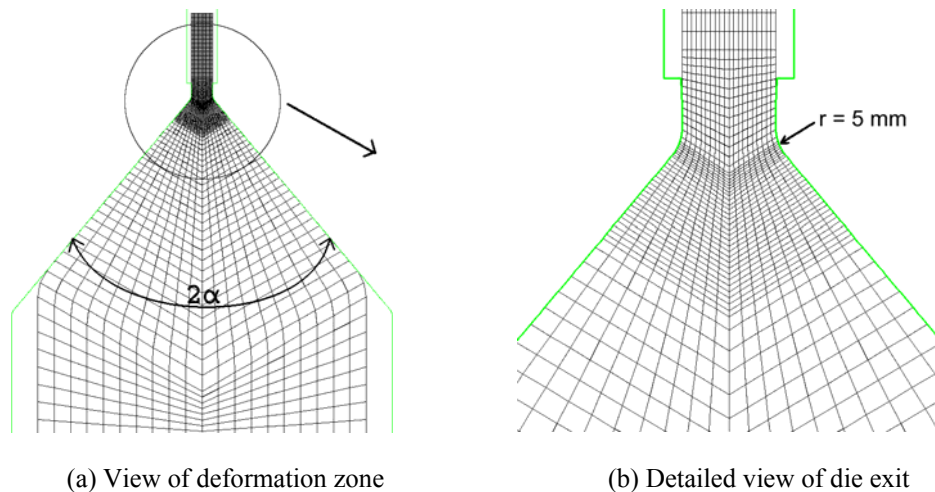 r = 5 mm
2α
(a) View of deformation zone
(b) Detailed view of die exit